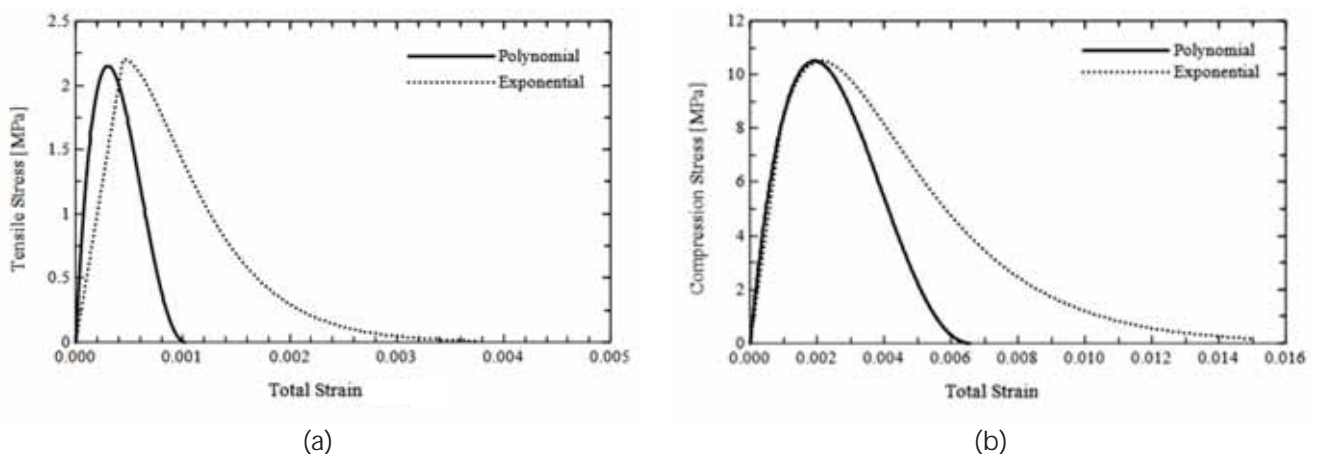 2.5
2
1.5
1
0.5
0
Tensile Stress [MPa]
Polynomial
Exponential
0.000 0.001 0.002 0.003 0.004 0.005
Total Strain
(a)
12
10
8
6
4
2
0
Compression Stress [MPa]
Polynomial
Exponential
0.000 0.002 0.004 0.006 0.008 0.010 0.012 0.014 0.016
Total Strain
(b)